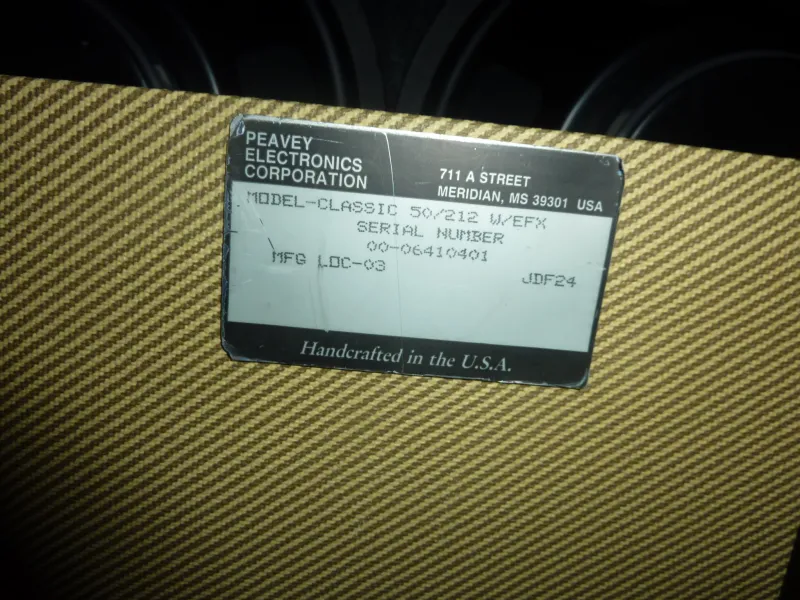 PEAVEY
ELECTRONICS
CORPORATION
711 A STREET
MERIDIAN, MS 39301 USA
MODEL-CLASSIC 50/212 W/EFX
SERIAL NUMBER
00-06410401
MFG LOC-03 JDF24
Handcrafted in the U.S.A.